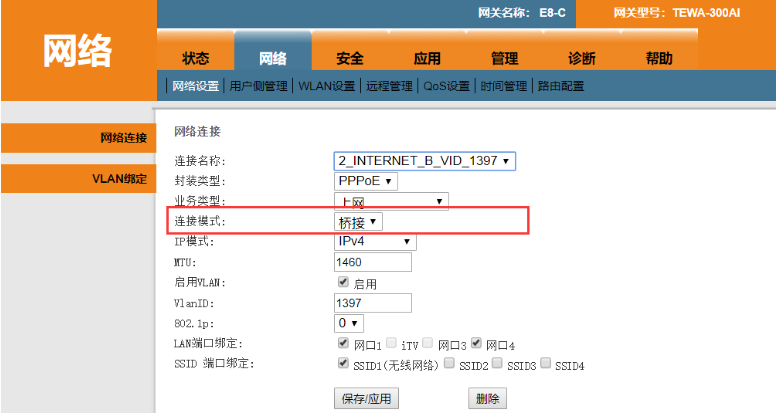 网关名称: E8-C 网关型号: TEWA-300AI
网络
状态 网络 安全 应用 管理 诊断 帮助
网络设置 用户侧管理 WLAN设置 远程管理 QoS设置 时间管理 路由配置
网络连接
VLAN绑定
网络连接
连接名称: 2_INTERNET_B_VID_1397
封装类型: PPPoE
业务类型: 上网
连接模式: 桥接
IP模式: IPv4
MTU: 1460
启用VLAN: 启用
VlanID: 1397
802.1p: 0
LAN端口绑定: 网口1 iTV 网口3 网口4
SSID 端口绑定: SSID1(无线网络) SSID2 SSID3 SSID4
保存/应用 删除